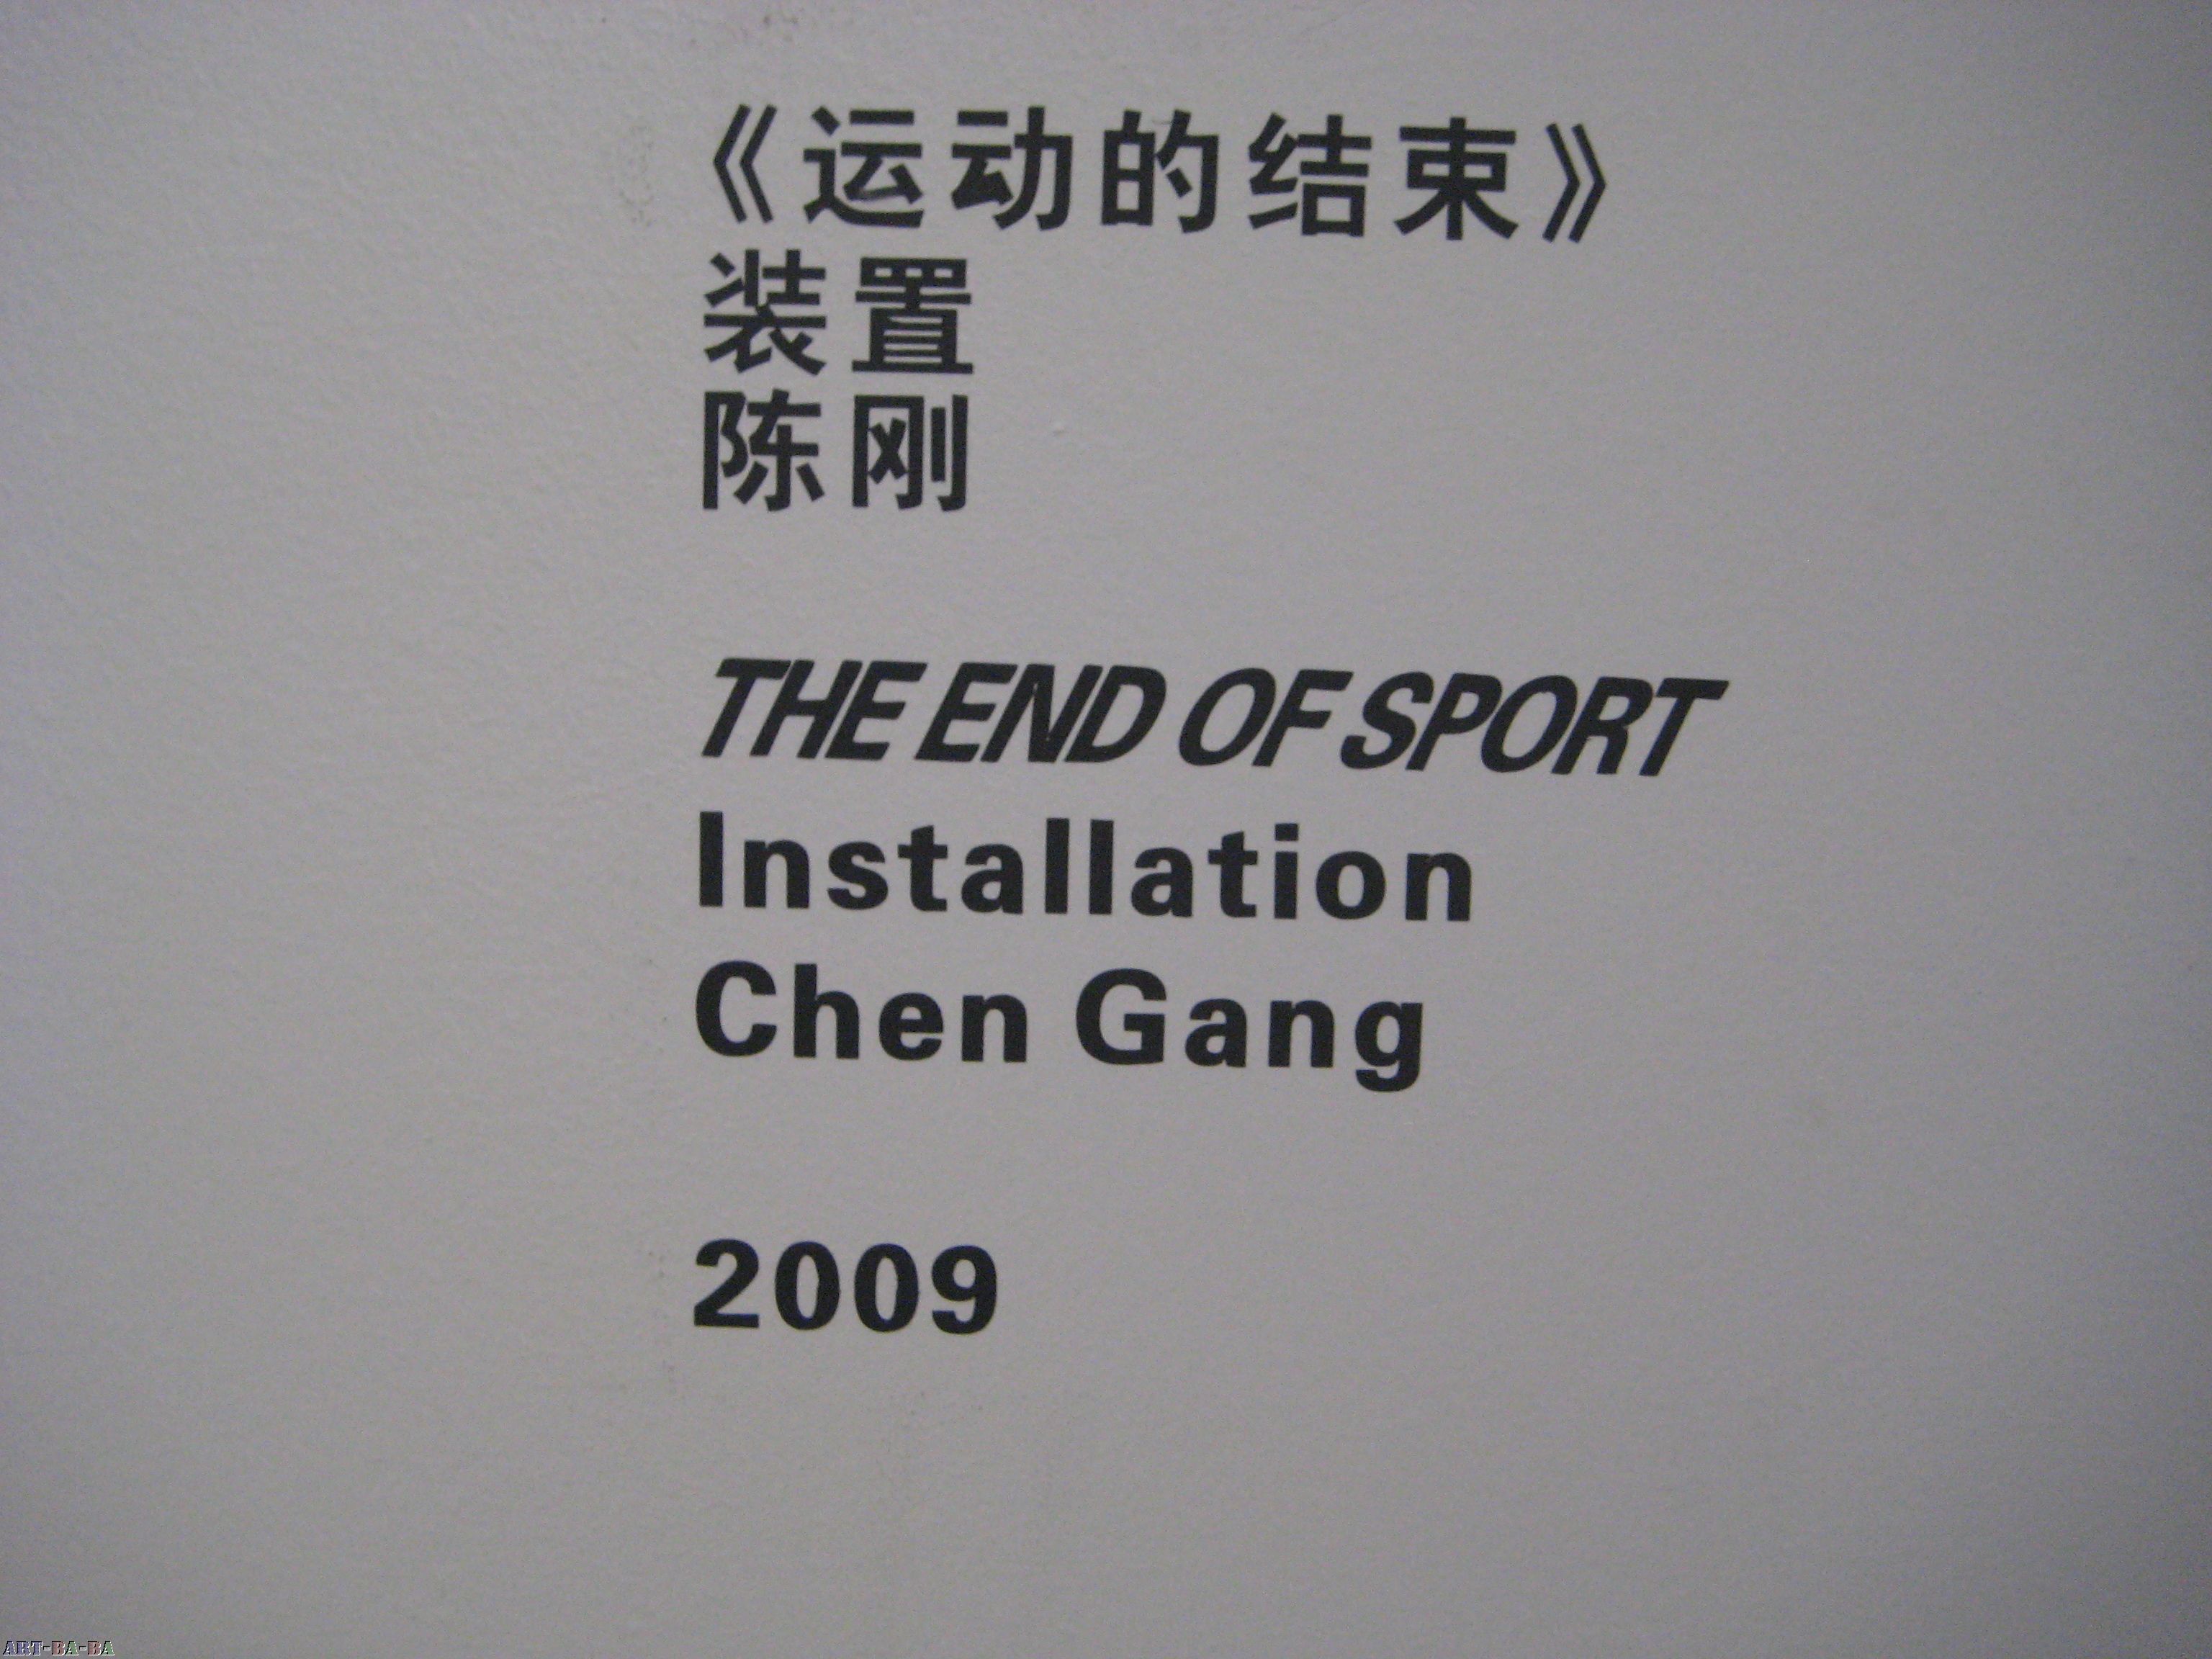 《运动的结束》
装置
陈刚
THE END OF SPORT
Installation
Chen Gang
2009
ART-BA-BA